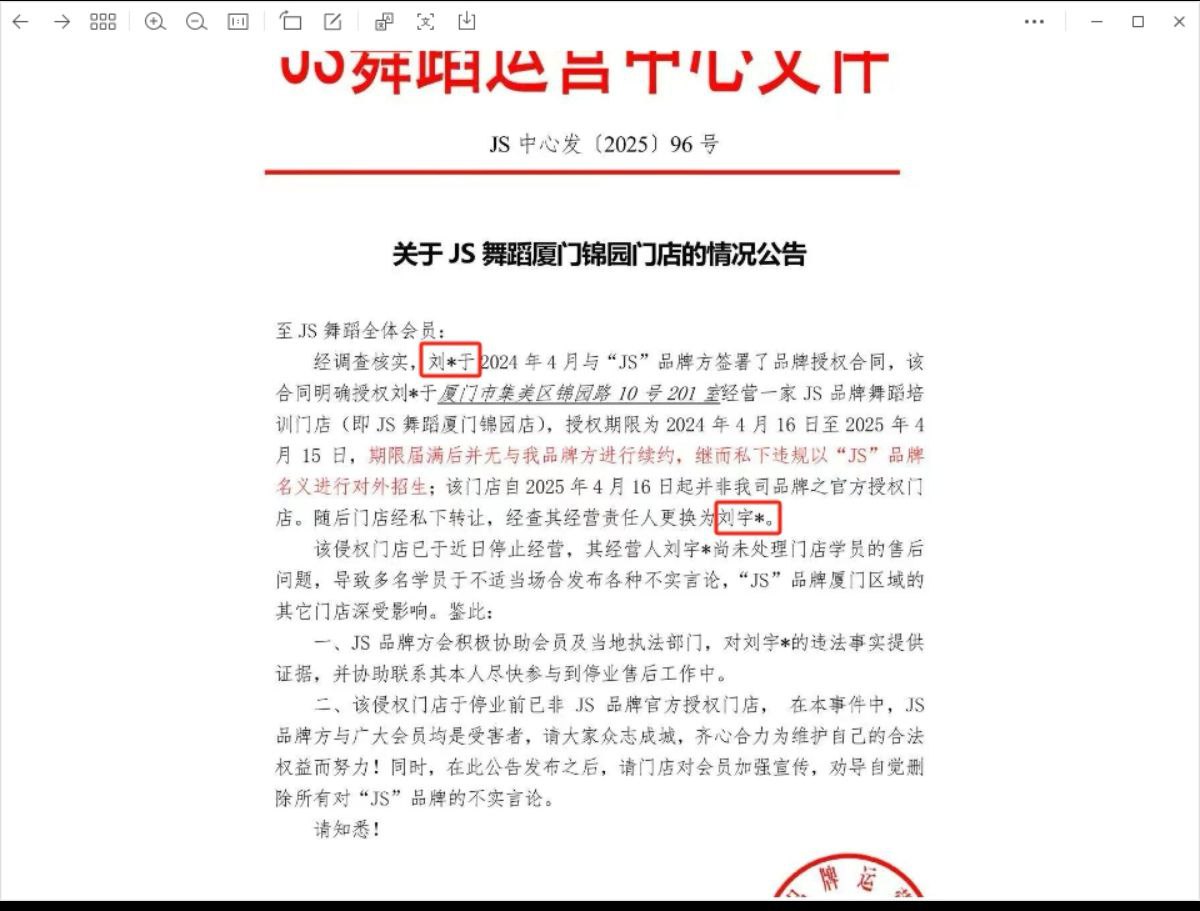 JS舞蹈运营中心文件
JS 中心发〔2025〕96 号
关于 JS 舞蹈厦门锦园门店的情况公告
至 JS 舞蹈全体会员：
经调查核实，刘*于 2024 年 4 月与“JS”品牌方签署了品牌授权合同，该
合同明确授权刘*于厦门市集美区锦园路 10 号 201 室经营一家 JS 品牌舞蹈培
训门店（即 JS 舞蹈厦门锦园店），授权期限为 2024 年 4 月 16 日至 2025 年 4
月 15 日，期限届满后并无与我品牌方进行续约，继而私下违规以“JS”品牌
名义进行对外招生；该门店自 2025 年 4 月 16 日起并非我司品牌之官方授权门
店。随后门店经私下转让，经查其经营责任人更换为刘宇*。
该侵权门店已于近日停止经营，其经营人刘宇*尚未处理门店学员的售后
问题，导致多名学员于不适当场合发布各种不实言论，“JS”品牌厦门区域的
其它门店深受影响。鉴此：
一、JS 品牌方会积极协助会员及当地执法部门，对刘宇*的违法事实提供
证据，并协助联系其本人尽快参与到停业售后工作中。
二、该侵权门店于停业前已非 JS 品牌官方授权门店， 在本事件中，JS
品牌方与广大会员均是受害者，请大家众志成城，齐心合力为维护自己的合法
权益而努力！同时，在此公告发布之后，请门店对会员加强宣传，劝导自觉删
除所有对“JS”品牌的不实言论。
请知悉！
牌运